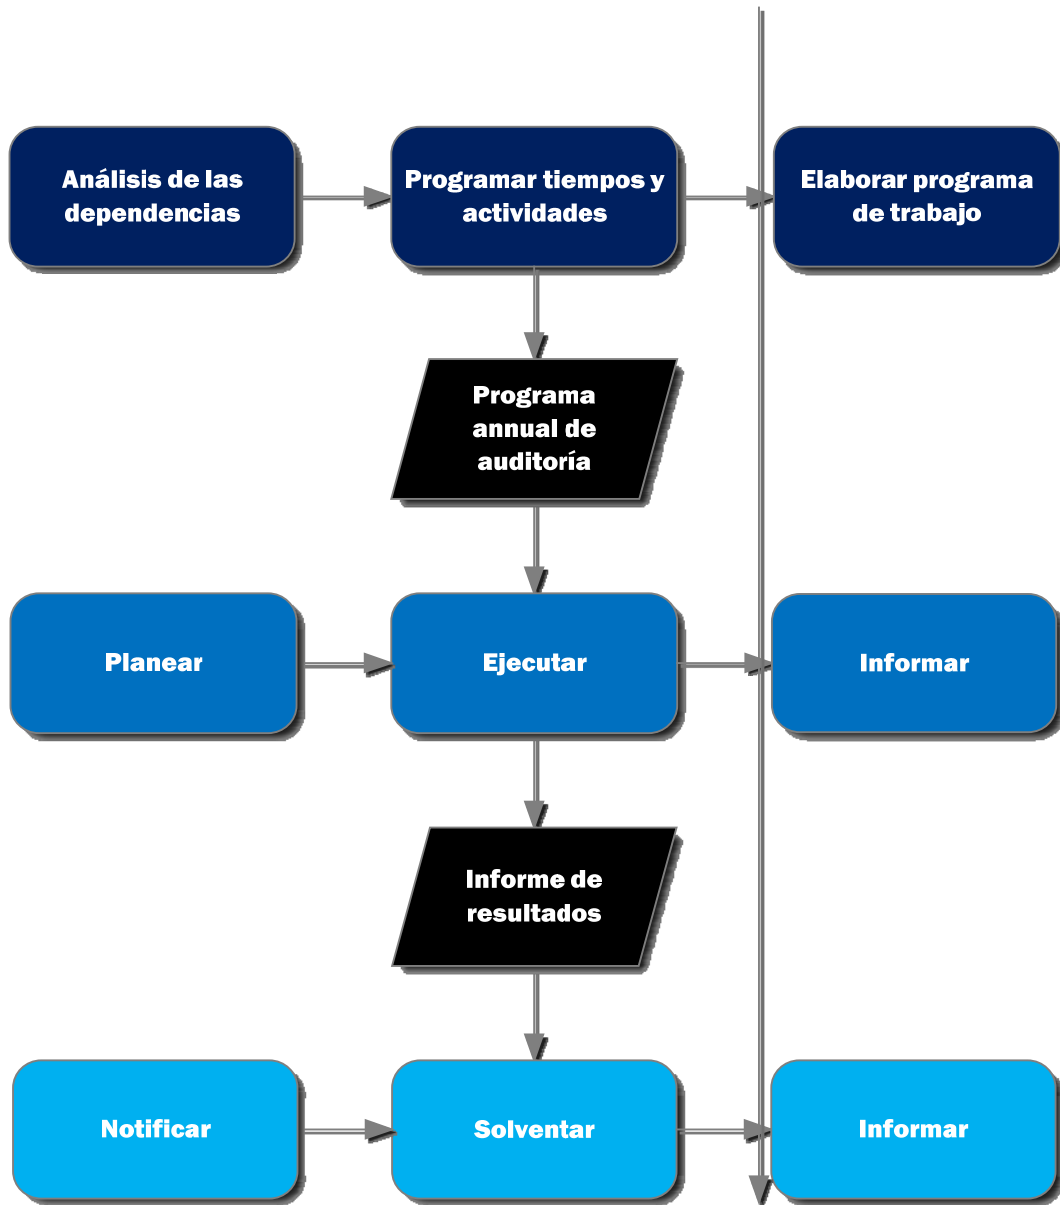 Análisis de las
dependencias
Programar tiempos y
actividades
Elaborar programa
de trabajo
Programa
annual de
auditoría
Planear
Ejecutar
Informar
Informe de
resultados
Notificar
Solventar
Informar